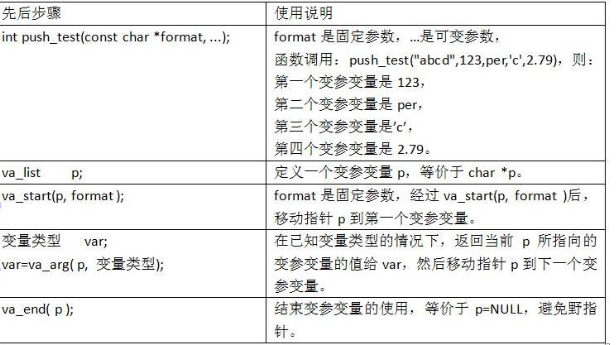 先后步骤
使用说明
int push_test(const char *format, ...);
format 是固定参数，...是可变参数，
函数调用：push_test("abcd",123,per,'c',2.79)，则：
第一个变参变量是 123，
第二个变参变量是 per，
第三个变参变量是’c’，
第四个变参变量是 2.79。
va_list p;
定义一个变参变量 p，等价于 char *p。
va_start(p, format );
format 是固定参数，经过 va_start(p, format )后，
移动指针 p 到第一个变参变量。
变量类型 var;
var=va_arg( p, 变量类型);
在已知变量类型的情况下，返回当前 p 所指向的
变参变量的值给 var，然后移动指针 p 到下一个变
参变量。
va_end( p );
结束变参变量的使用，等价于 p=NULL，避免野指
针。